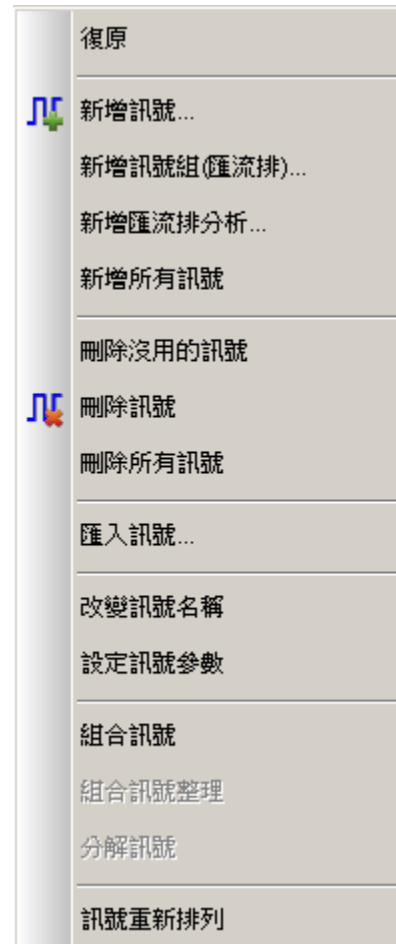 復原
新增訊號...
新增訊號組(匯流排)...
新增匯流排分析...
新增所有訊號
刪除沒用的訊號
刪除訊號
刪除所有訊號
匯入訊號...
改變訊號名稱
設定訊號參數
組合訊號
組合訊號整理
分解訊號
訊號重新排列